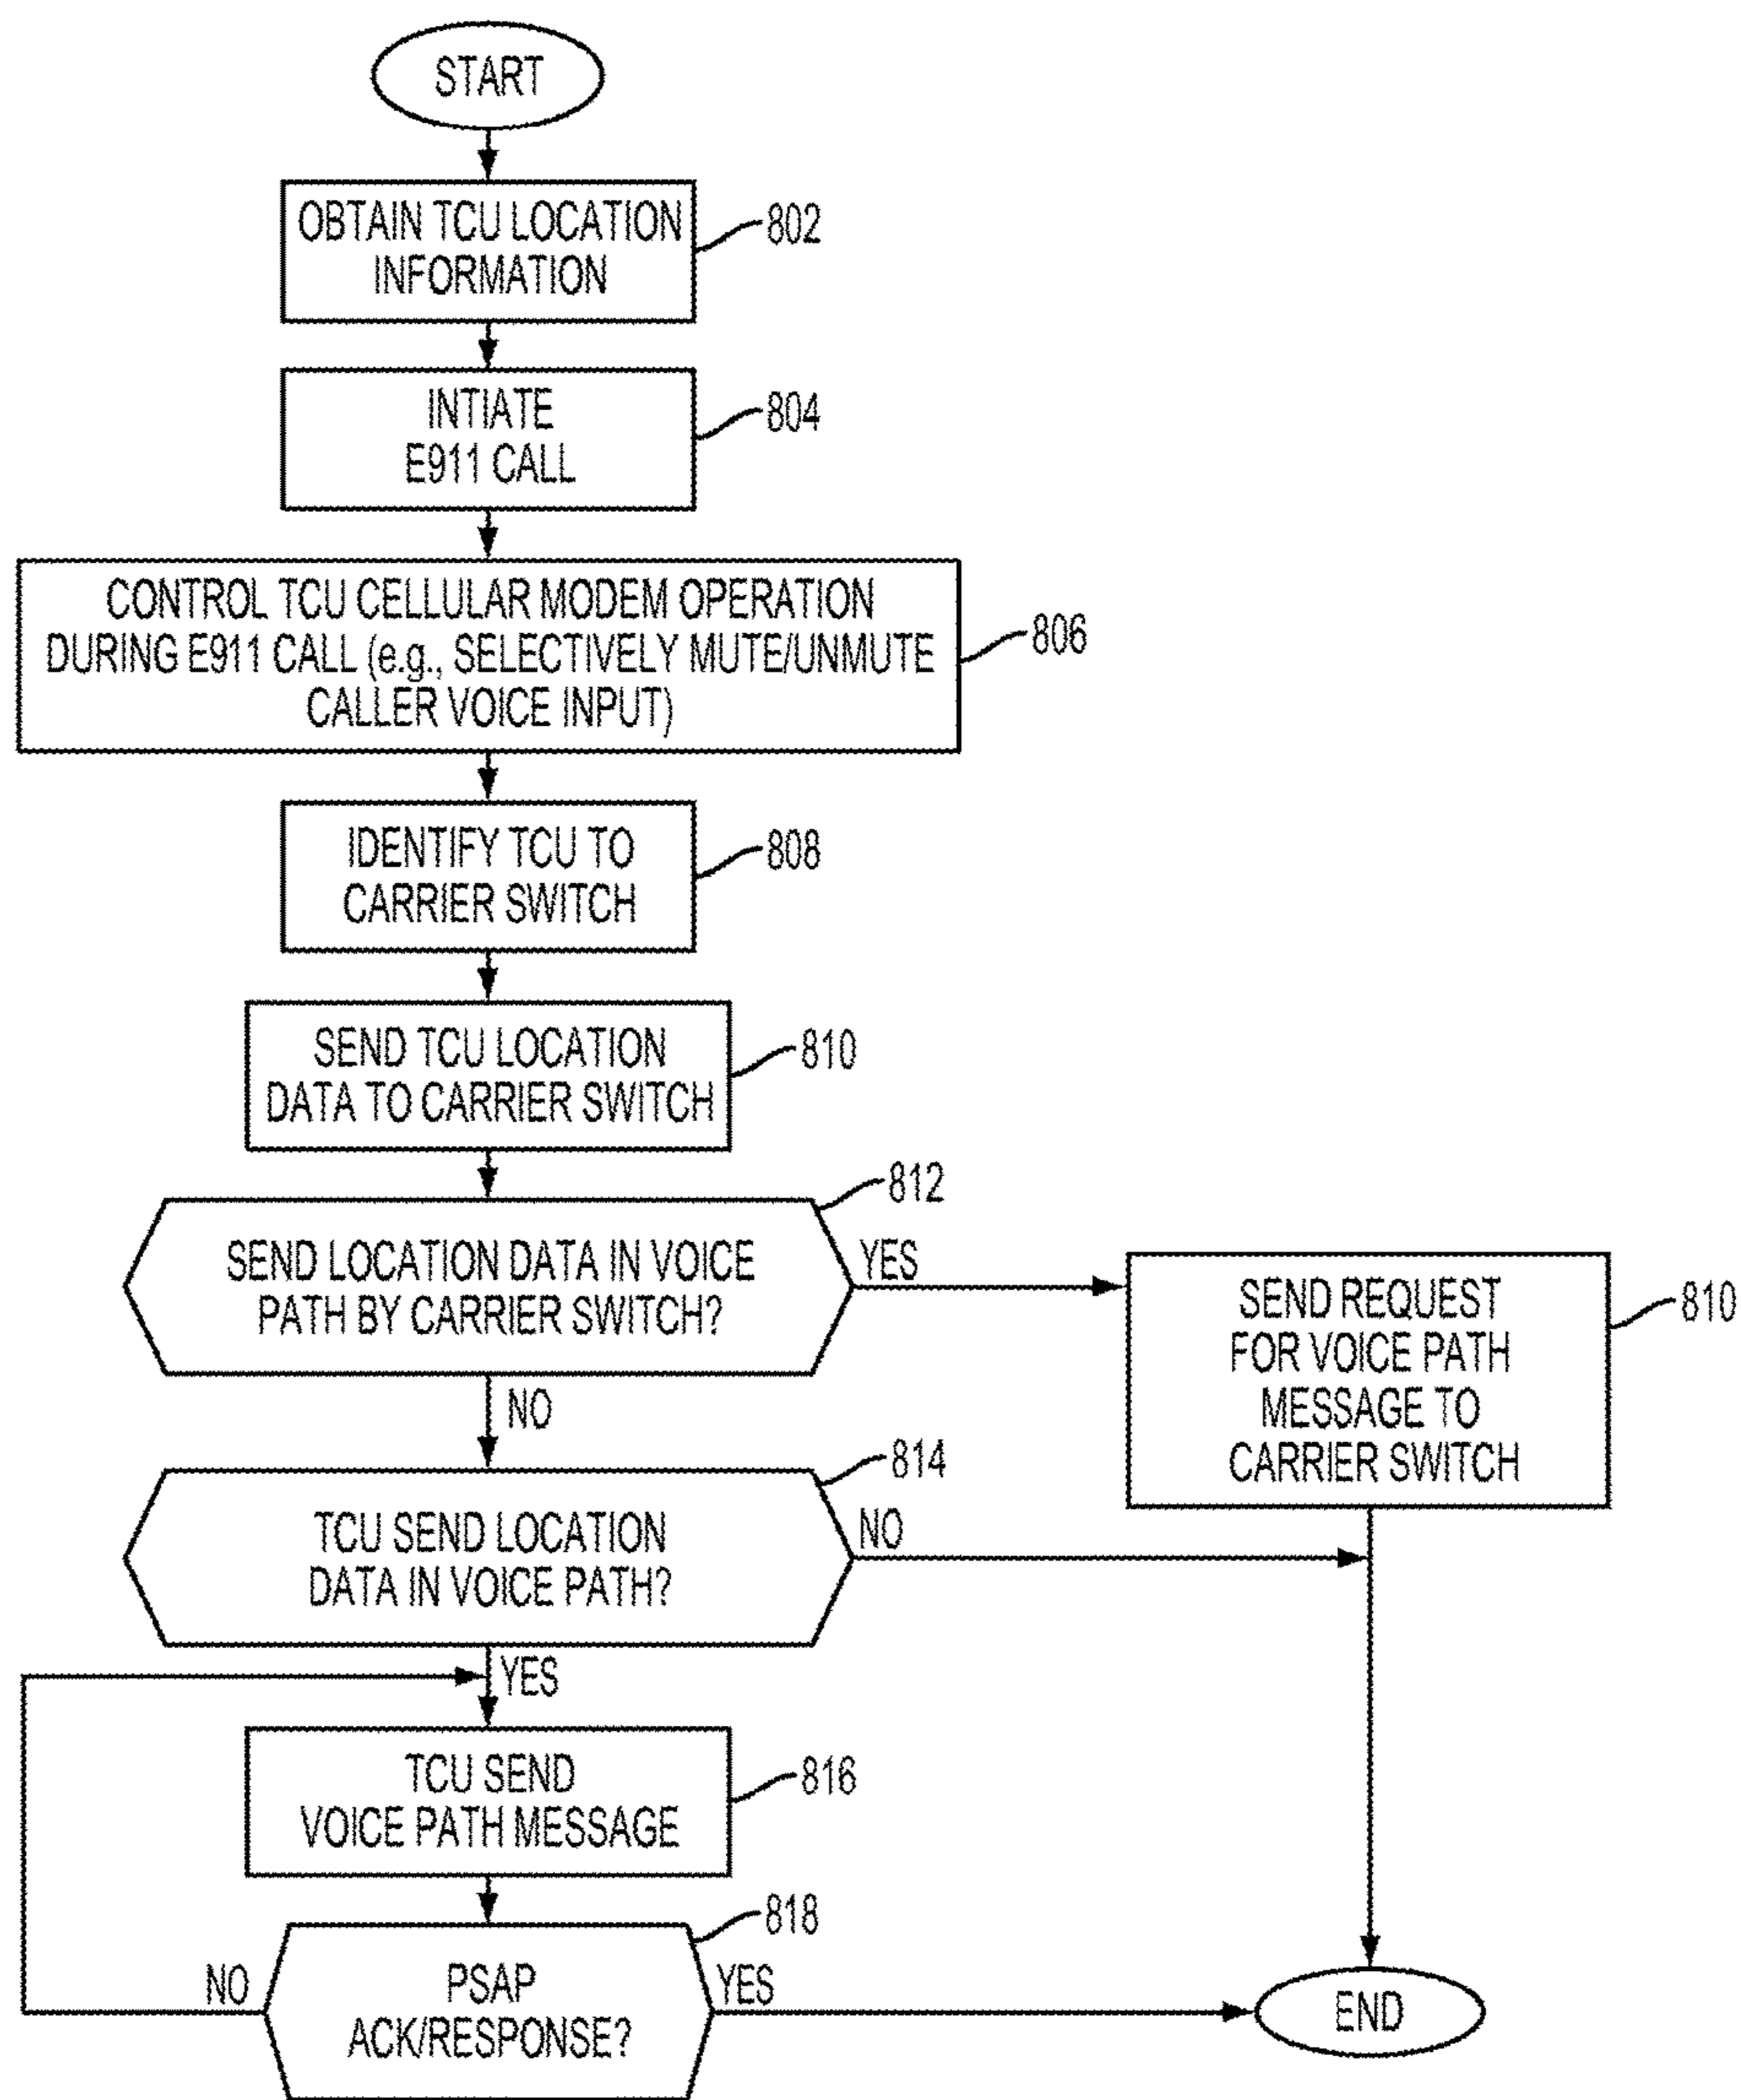 START
OBTAIN TCU LOCATION
INFORMATION
802
INTIATE
E911 CALL
804
CONTROL TCU CELLULAR MODEM OPERATION
DURING E911 CALL (e.g., SELECTIVELY MUTE/UNMUTE
CALLER VOICE INPUT)
806
IDENTIFY TCU TO
CARRIER SWITCH
808
SEND TCU LOCATION
DATA TO CARRIER SWITCH
810
812
SEND LOCATION DATA IN VOICE
PATH BY CARRIER SWITCH?
YES
NO
SEND REQUEST
FOR VOICE PATH
MESSAGE TO
CARRIER SWITCH
810
814
TCU SEND LOCATION
DATA IN VOICE PATH?
NO
YES
TCU SEND
VOICE PATH MESSAGE
816
818
PSAP
ACK/RESPONSE?
NO
YES
END